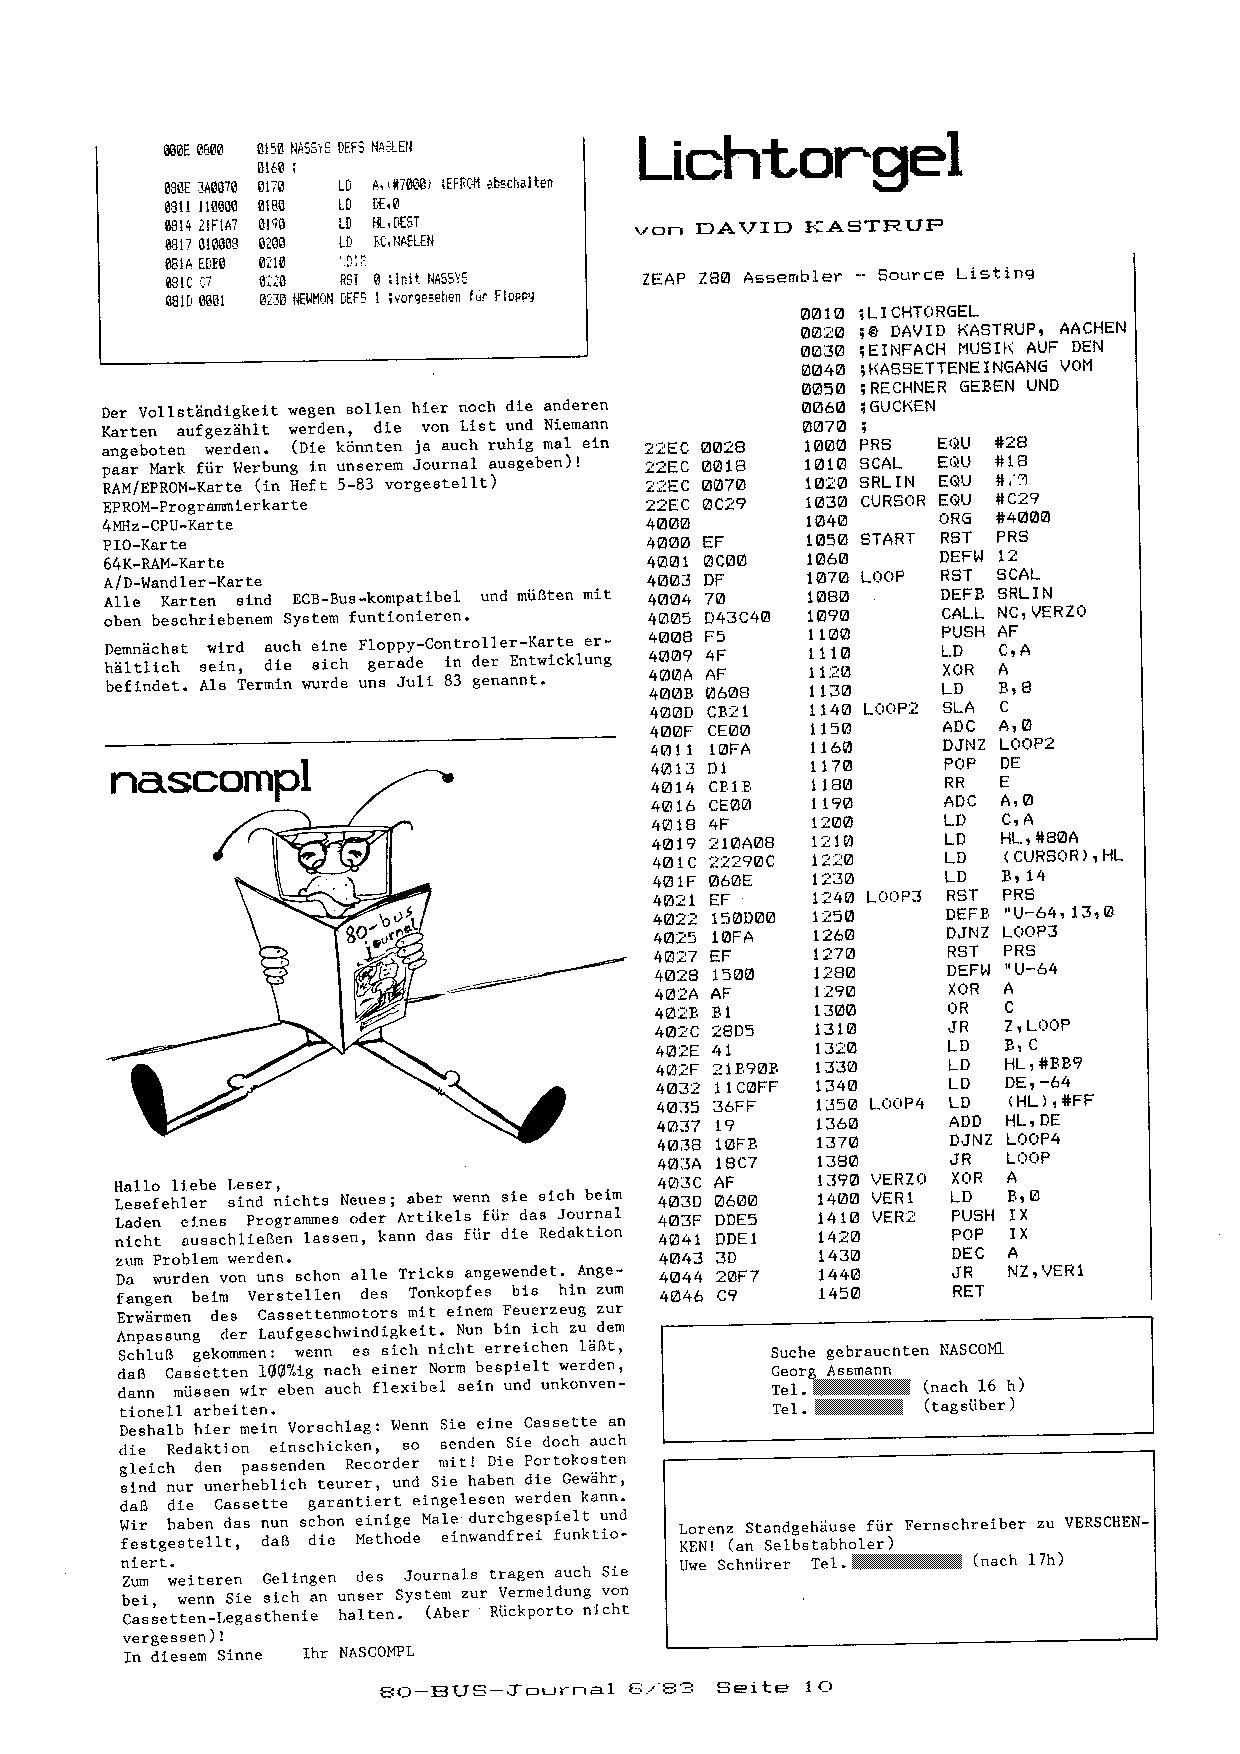 000E 0800 0150 NASSYS DEFS NAELEN
0160 ;
080E 3A0070 0170 LD A,(#7000) ;EPROM abschalten
0811 110000 0180 LD DE,0
0814 21F1A7 0190 LD HL,DEST
0817 010008 0200 LD BC,NAELEN
081A EDB0 0210 LDIR
081C C7 0220 RST 0 ;Init NASSYS
081D 0001 0230 NEWMON DEFS 1 ;vorgesehen für Floppy
Der Vollständigkeit wegen sollen hier noch die anderen
Karten aufgezählt werden, die von List und Niemann
angeboten werden. (Die könnten ja auch ruhig mal ein
paar Mark für Werbung in unserem Journal ausgeben)!
RAM/EPROM-Karte (in Heft 5-83 vorgestellt)
EPROM-Programmierkarte
4MHz-CPU-Karte
PIO-Karte
64K-RAM-Karte
A/D-Wandler-Karte
Alle Karten sind ECB-Bus-kompatibel und müßten mit
oben beschriebenem System funtionieren.
Demnächst wird auch eine Floppy-Controller-Karte er-
hältlich sein, die sich gerade in der Entwicklung
befindet. Als Termin wurde uns Juli 83 genannt.
nascompl
80-bus
journal
Hallo liebe Leser,
Lesefehler sind nichts Neues; aber wenn sie sich beim
Laden eines Programmes oder Artikels für das Journal
nicht ausschließen lassen, kann das für die Redaktion
zum Problem werden.
Da wurden von uns schon alle Tricks angewendet. Ange-
fangen beim Verstellen des Tonkopfes bis hin zum
Erwärmen des Cassettenmotors mit einem Feuerzeug zur
Anpassung der Laufgeschwindigkeit. Nun bin ich zu dem
Schluß gekommen: wenn es sich nicht erreichen läßt,
daß Cassetten 100%ig nach einer Norm bespielt werden,
dann müssen wir eben auch flexibel sein und unkonven-
tionell arbeiten.
Deshalb hier mein Vorschlag: Wenn Sie eine Cassette an
die Redaktion einschicken, so senden Sie doch auch
gleich den passenden Recorder mit! Die Portokosten
sind nur unerheblich teurer, und Sie haben die Gewähr,
daß die Cassette garantiert eingelesen werden kann.
Wir haben das nun schon einige Male durchgespielt und
festgestellt, daß die Methode einwandfrei funktio-
niert.
Zum weiteren Gelingen des Journals tragen auch Sie
bei, wenn Sie sich an unser System zur Vermeidung von
Cassetten-Legasthenie halten. (Aber Rückporto nicht
vergessen)!
In diesem Sinne Ihr NASCOMPL
Lichtorgel
von DAVID KASTRUP
ZEAP Z80 Assembler - Source Listing
0010 ;LICHTORGEL
0020 ;@ DAVID KASTRUP, AACHEN
0030 ;EINFACH MUSIK AUF DEN
0040 ;KASSETTENEINGANG VOM
0050 ;RECHNER GEBEN UND
0060 ;GUCKEN
0070 ;
22EC 0028 1000 PRS EQU #28
22EC 0018 1010 SCAL EQU #18
22EC 0070 1020 SRLIN EQU
22EC 0C29 1030 CURSOR EQU #C29
4000 1040 ORG #4000
4000 EF 1050 START RST PRS
4001 0C00 1060 DEFW 12
4003 DF 1070 LOOP RST SCAL
4004 70 1080 DEFB SRLIN
4005 D43C40 1090 CALL NC,VERZO
4008 F5 1100 PUSH AF
4009 4F 1110 LD C,A
400A AF 1120 XOR A
400B 0608 1130 LD B,8
400D CB21 1140 LOOP2 SLA C
400F CE00 1150 ADC A,0
4011 10FA 1160 DJNZ LOOP2
4013 D1 1170 POP DE
4014 CB1B 1180 RR E
4016 CE00 1190 ADC A,0
4018 4F 1200 LD C,A
4019 210A08 1210 LD HL,#80A
401C 22290C 1220 LD (CURSOR),HL
401F 060E 1230 LD B,14
4021 EF 1240 LOOP3 RST PRS
4022 150D00 1250 DEFB "U-64,13,0
4025 10FA 1260 DJNZ LOOP3
4027 EF 1270 RST PRS
4028 1500 1280 DEFW "U-64
402A AF 1290 XOR A
402B B1 1300 OR C
402C 28D5 1310 JR Z,LOOP
402E 41 1320 LD B,C
402F 21B90B 1330 LD HL,#BB9
4032 11C0FF 1340 LD DE,-64
4035 36FF 1350 LOOP4 LD (HL),#FF
4037 19 1360 ADD HL,DE
4038 10FB 1370 DJNZ LOOP4
403A 18C7 1380 JR LOOP
403C AF 1390 VERZO XOR A
403D 0600 1400 VER1 LD B,0
403F DDE5 1410 VER2 PUSH IX
4041 DDE1 1420 POP IX
4043 3D 1430 DEC A
4044 20F7 1440 JR NZ,VER1
4046 C9 1450 RET
Suche gebrauchten NASCOM1
Georg Assmann
Tel. (nach 16 h)
Tel. (tagsüber)
Lorenz Standgehäuse für Fernschreiber zu VERSCHEN-
KEN! (an Selbstabholer)
Uwe Schnürer Tel. (nach 17h)
80-BUS-Journal 6/83 Seite 10